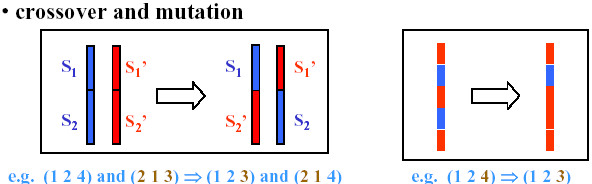 • crossover and mutation
S1 S1’ S1 S1’
S2 S2’ S2’ S2
e.g. (1 2 4) and (2 1 3) ⇒ (1 2 3) and (2 1 4)
e.g. (1 2 4) ⇒ (1 2 3)